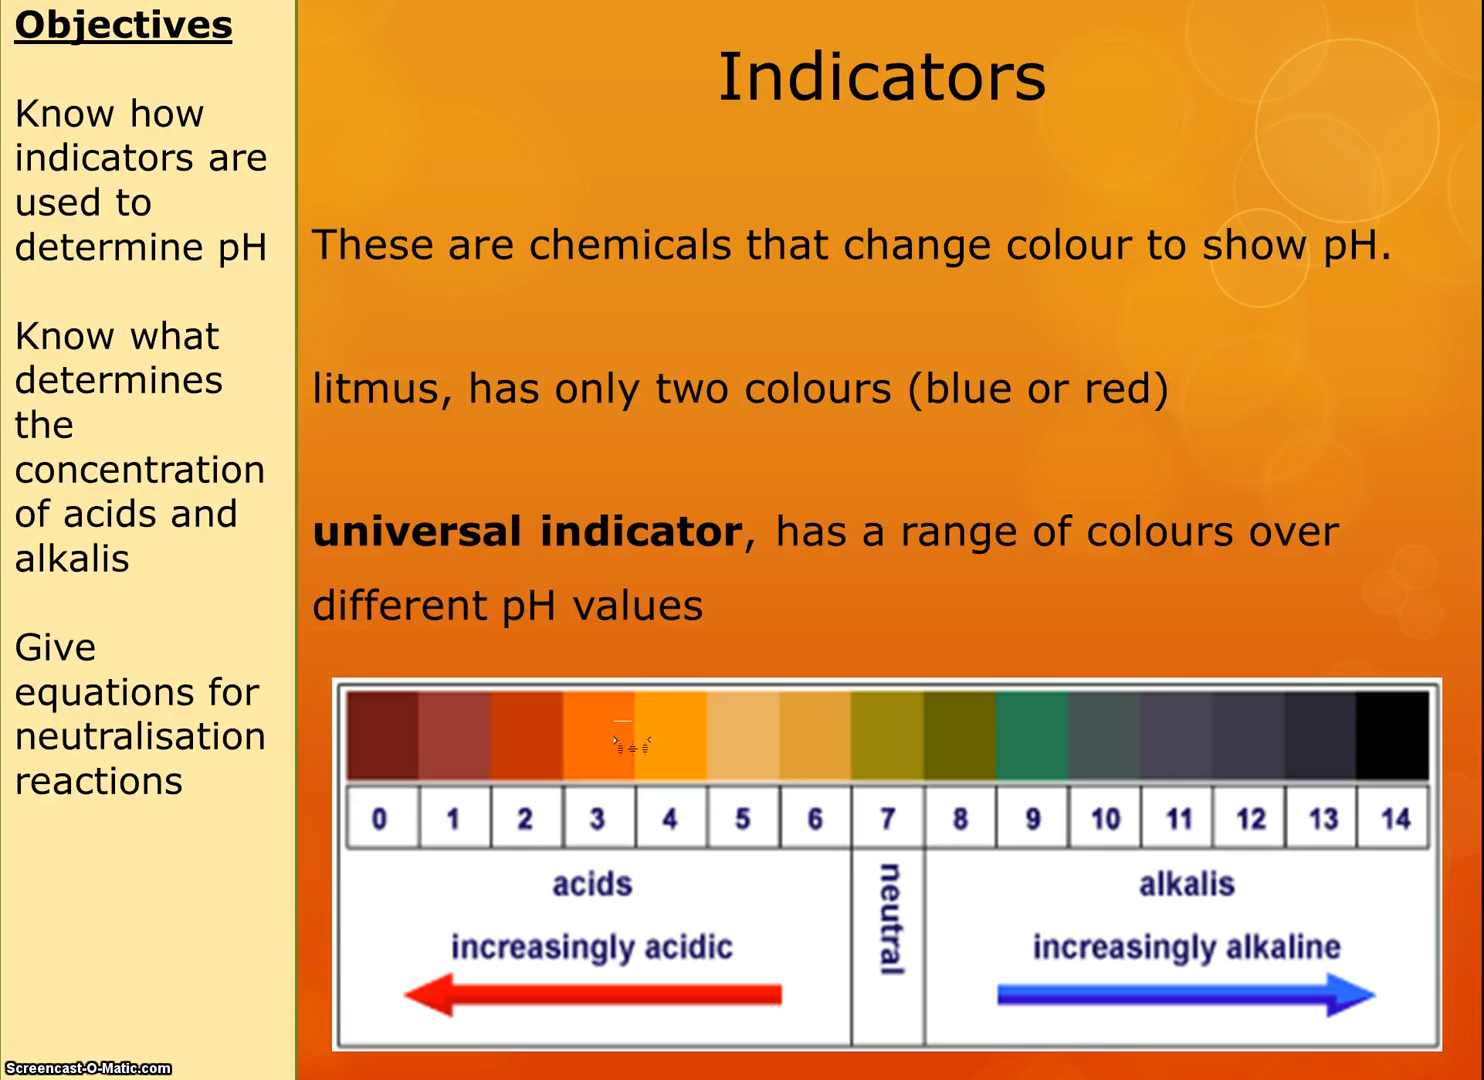 Objectives
Know how
indicators are
used to
determine pH
Know what
determines
the
concentration
of acids and
alkalis
Give
equations for
neutralisation
reactions
Indicators
These are chemicals that change colour to show pH.
litmus, has only two colours (blue or red)
universal indicator, has a range of colours over
different pH values
0 1 2 3 4 5 6 7 8 9 10 11 12 13 14
acids
increasingly acidic
neutral
alkalis
increasingly alkaline
Screencast-O-Matic.com